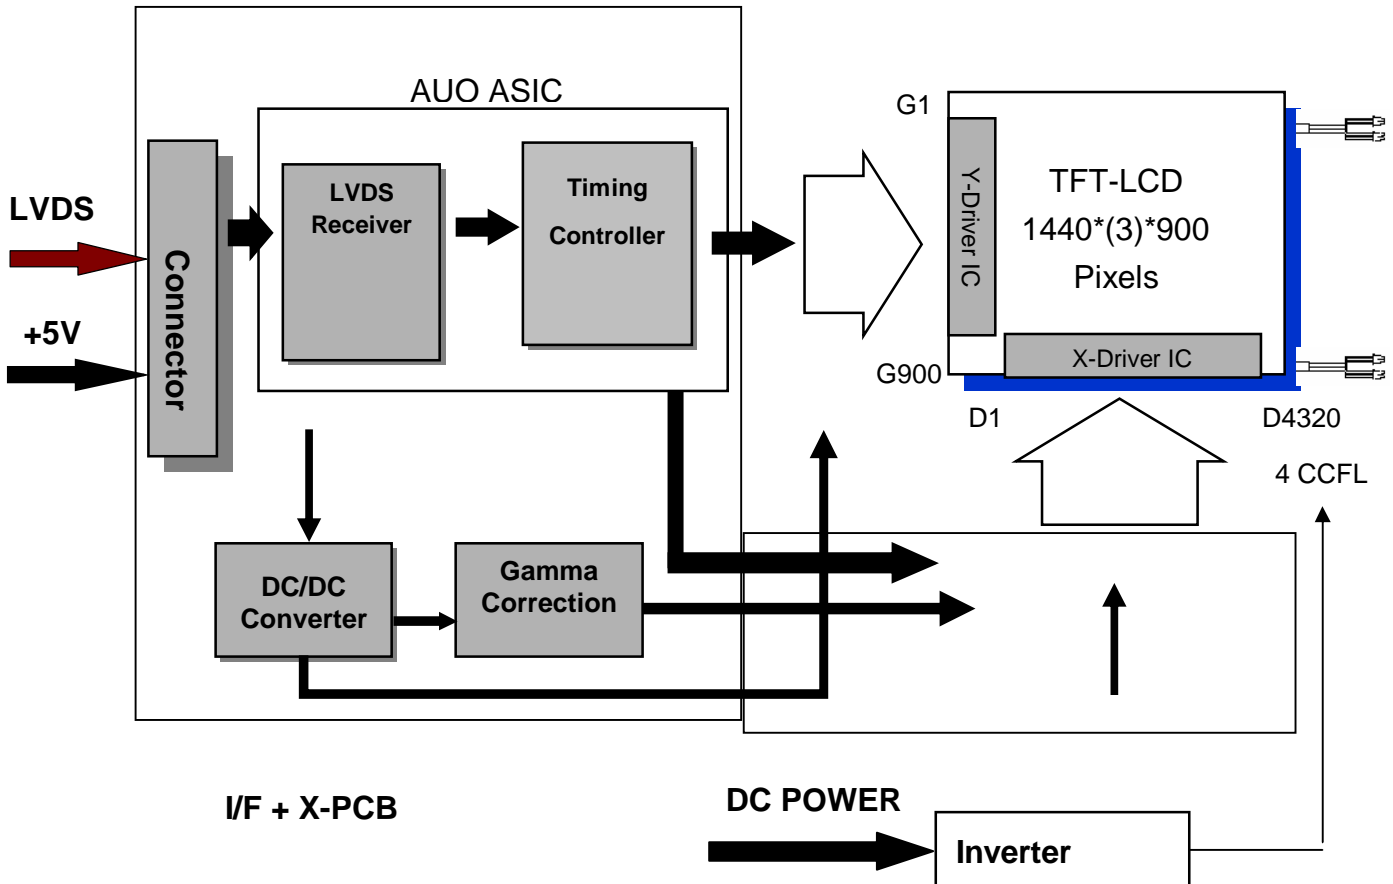 AUO ASIC
LVDS
+5V
Connector
LVDS
Receiver
Timing
Controller
G1
Y-Driver IC
TFT-LCD
1440*(3)*900
Pixels
X-Driver IC
G900
D1
D4320
4 CCFL
DC/DC
Converter
Gamma
Correction
I/F + X-PCB
DC POWER
Inverter